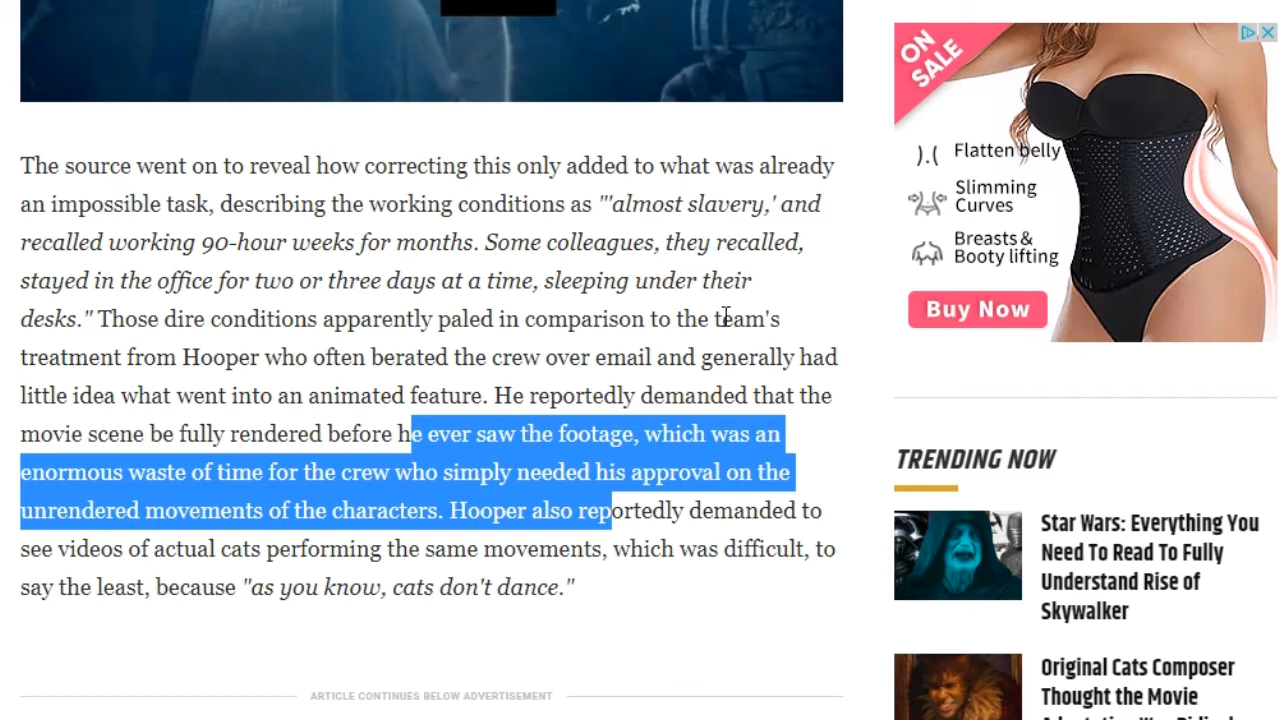 The source went on to reveal how correcting this only added to what was already
an impossible task, describing the working conditions as "'almost slavery,' and
recalled working 90-hour weeks for months. Some colleagues, they recalled,
stayed in the office for two or three days at a time, sleeping under their
desks." Those dire conditions apparently paled in comparison to the team's
treatment from Hooper who often berated the crew over email and generally had
little idea what went into an animated feature. He reportedly demanded that the
movie scene be fully rendered before he ever saw the footage, which was an
enormous waste of time for the crew who simply needed his approval on the
unrendered movements of the characters. Hooper also reportedly demanded to
see videos of actual cats performing the same movements, which was difficult, to
say the least, because "as you know, cats don't dance."
ARTICLE CONTINUES BELOW ADVERTISEMENT
ON
SALE
Flatten belly
Slimming
Curves
Breasts &
Booty lifting
Buy Now
TRENDING NOW
Star Wars: Everything You
Need To Read To Fully
Understand Rise of
Skywalker
Original Cats Composer
Thought the Movie